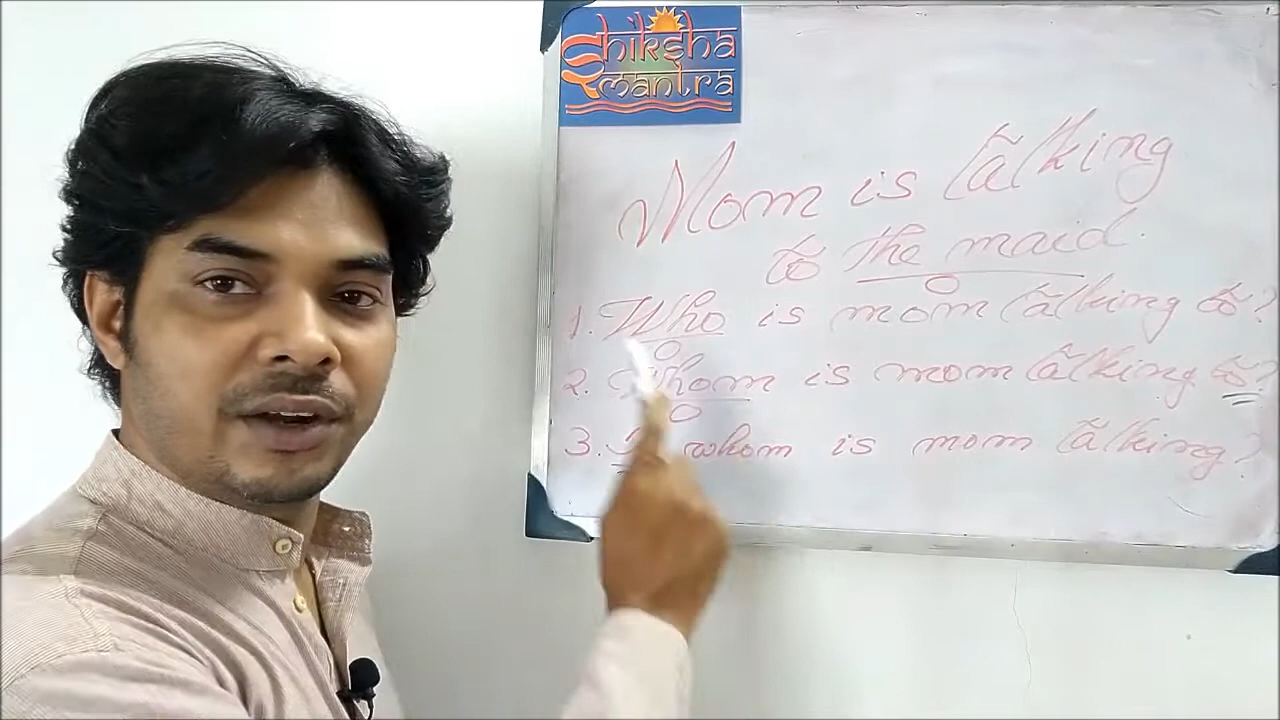 Shiksha
mantra
Mom is talking
to the maid.
O
1. Who is mom talking to?
O
2. Whom is mom talking to?
O
3. To whom is mom talking?